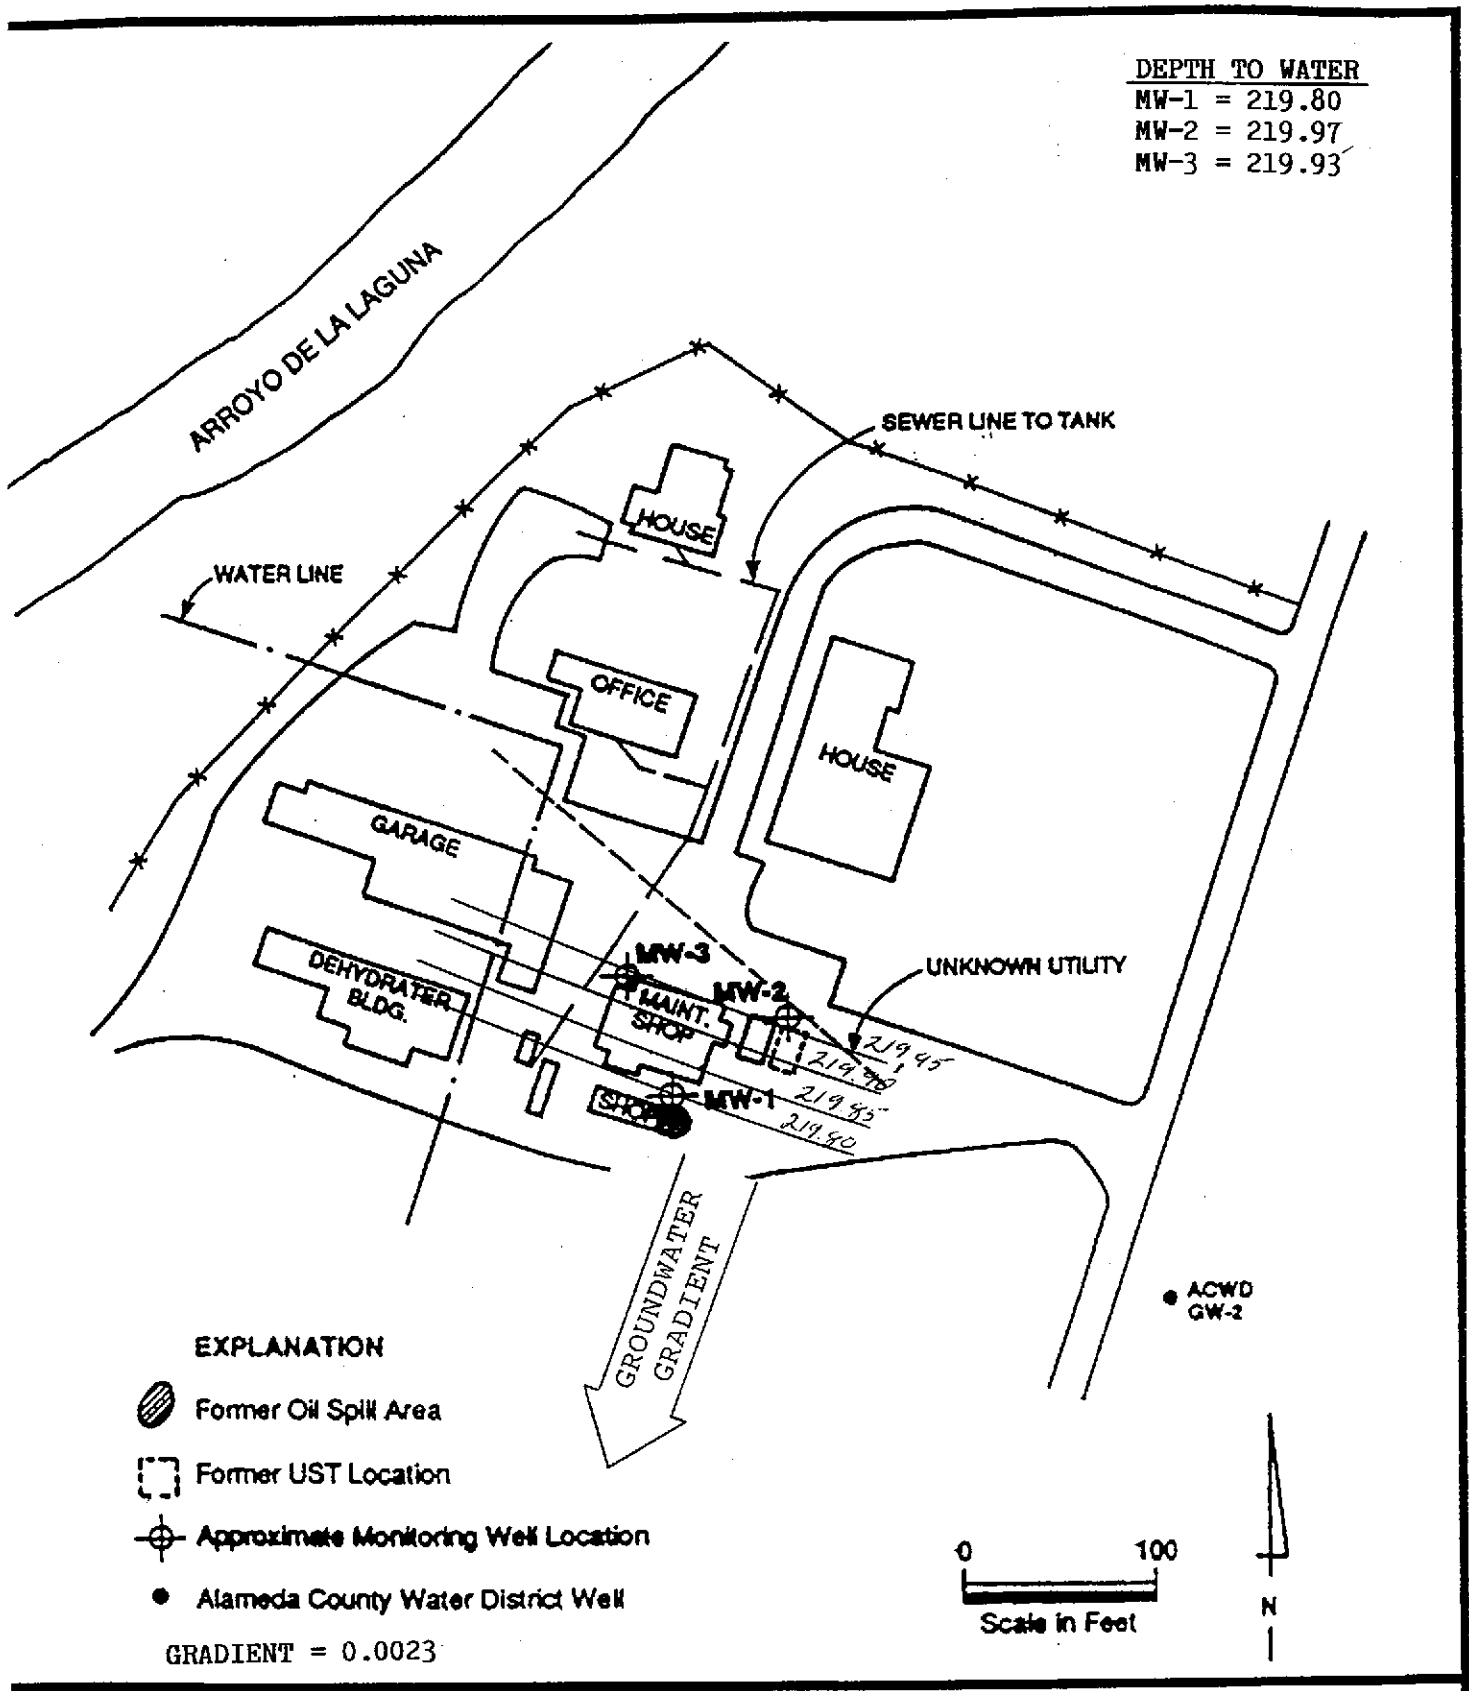 DEPTH TO WATER
MW-1 = 219.80
MW-2 = 219.97
MW-3 = 219.93
ARROYO DE LA LAGUNA
SEWER LINE TO TANK
HOUSE
WATER LINE
OFFICE
HOUSE
GARAGE
MW-3
UNKNOWN UTILITY
DEHYDRATER
BLDG.
MW-2
MAINT.
SHOP
219.95
219.90
219.85
219.80
MW-1
SHOP
GROUNDWATER
GRADIENT
ACWD
GW-2
EXPLANATION
Former Oil Spill Area
Former UST Location
Approximate Monitoring Well Location
Alameda County Water District Well
GRADIENT = 0.0023
0 100
Scale in Feet
N